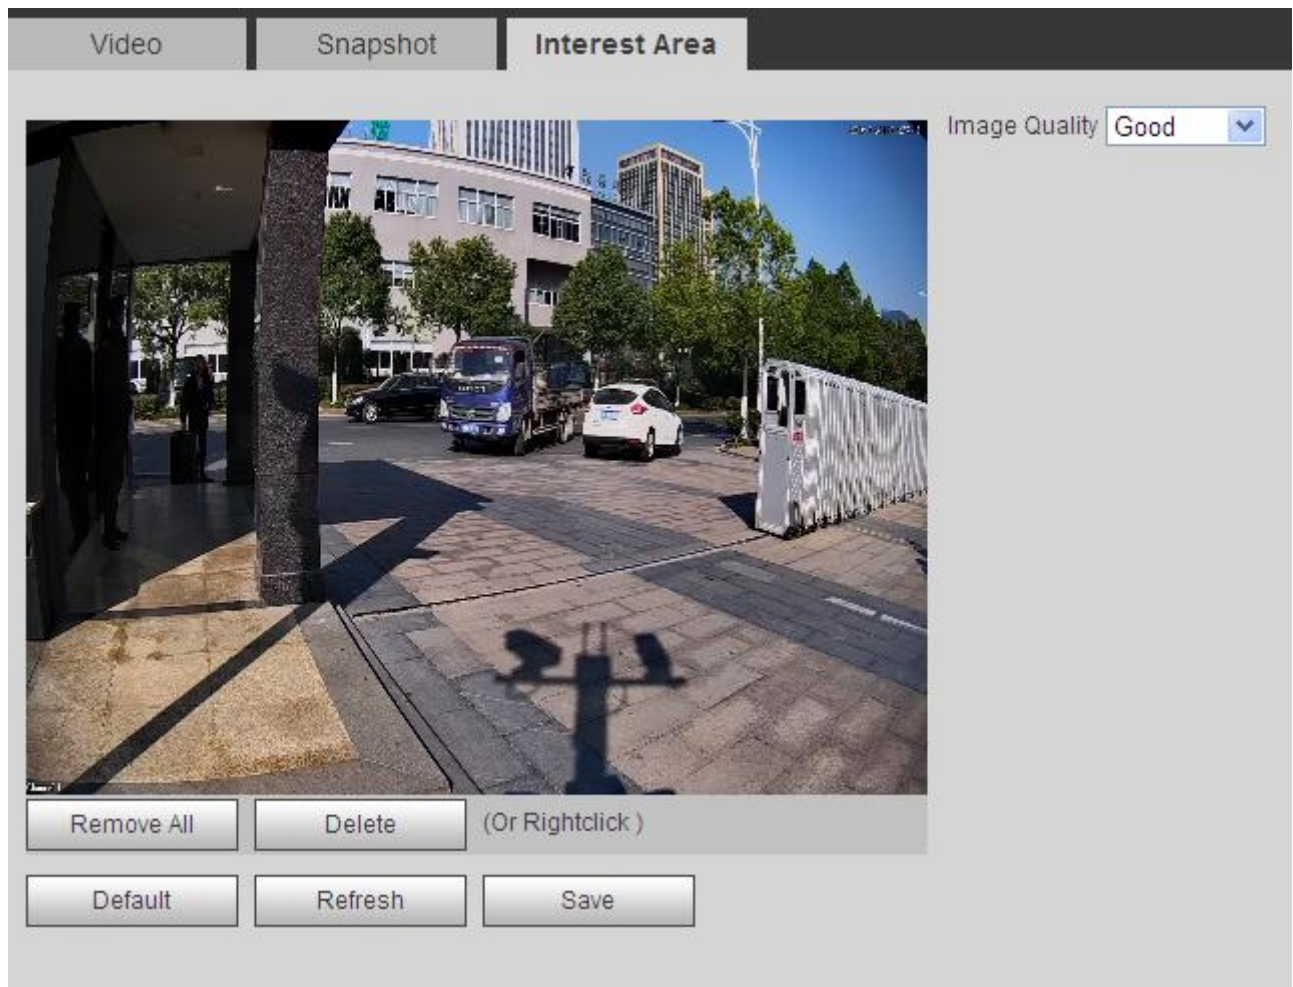 Video Snapshot Interest Area
Image Quality Good
Remove All Delete (Or Rightclick )
Default Refresh Save